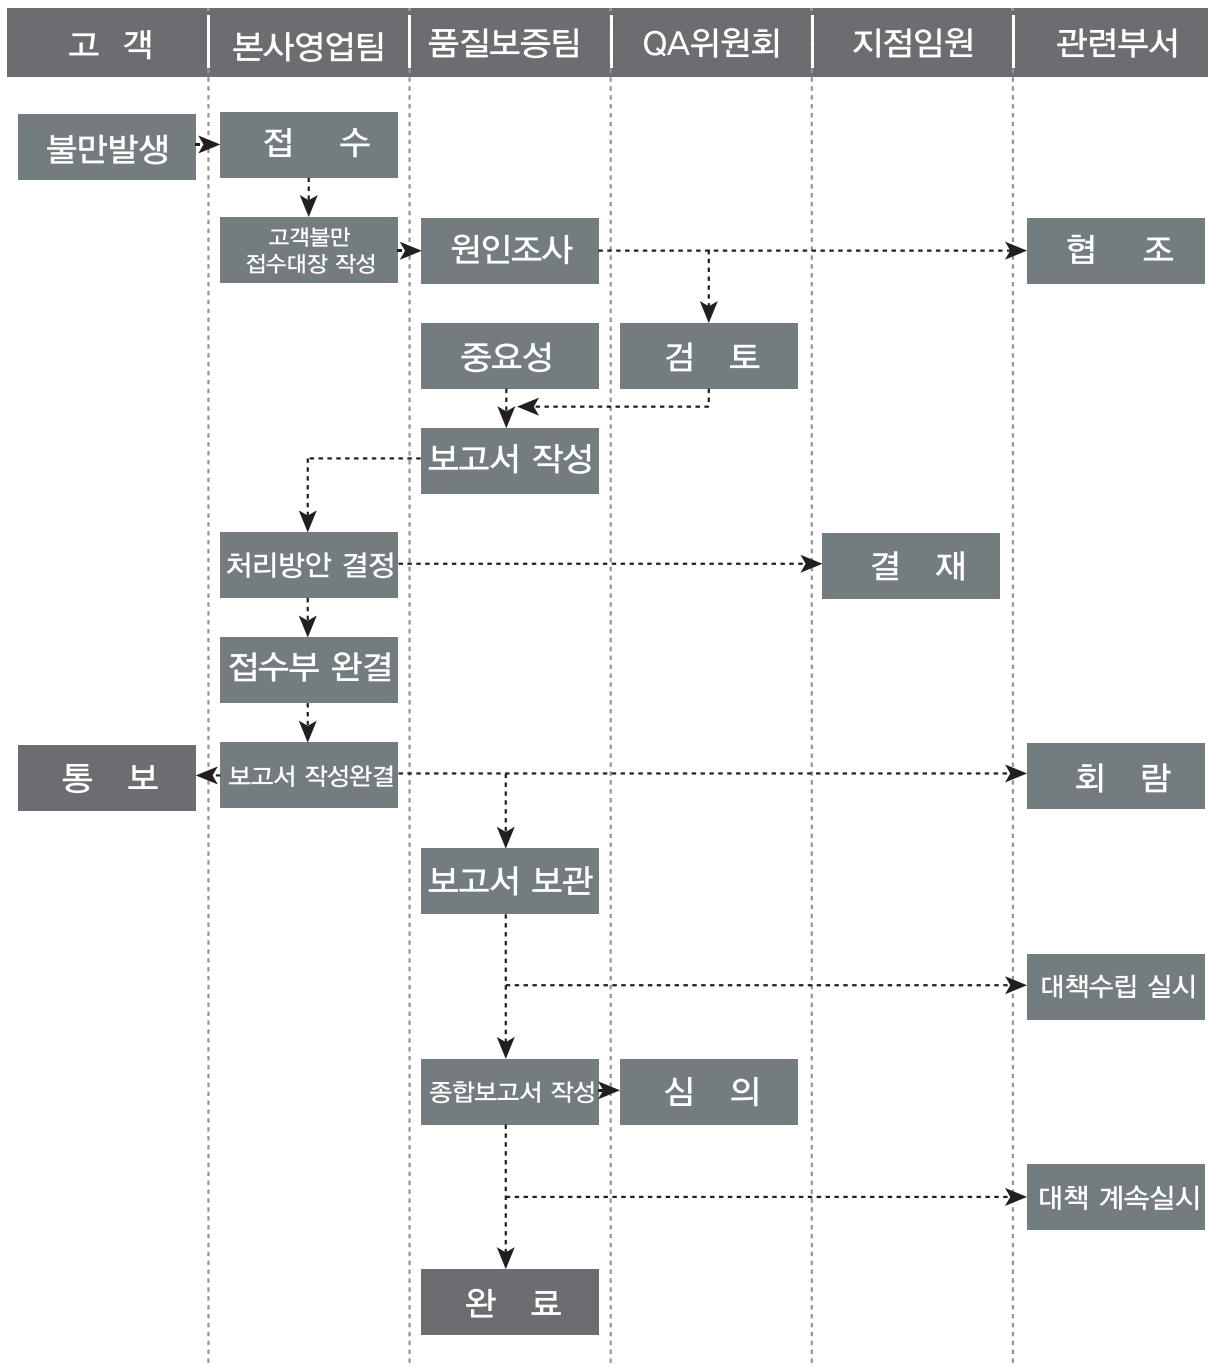 고 객
본사영업팀
품질보증팀
QA위원회
지점임원
관련부서
불만발생
접 수
고객불만
접수대장 작성
원인조사
협 조
중요성
검 토
보고서 작성
처리방안 결정
결 재
접수부 완결
통 보
보고서 작성완결
회 람
보고서 보관
대책수립 실시
종합보고서 작성
심 의
대책 계속실시
완 료